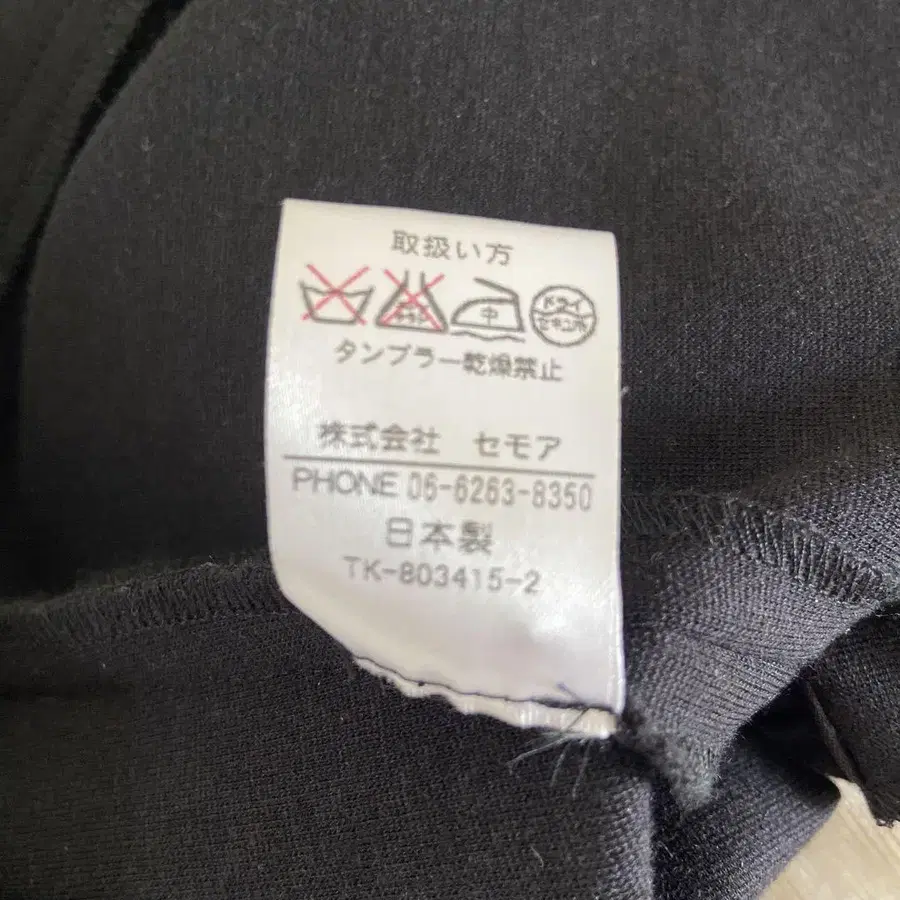 取扱い方
中 ドライ
セキユ系
タンブラー乾燥禁止
株式会社 セモア
PHONE 06-6263-8350
日本製
TK-803415-2